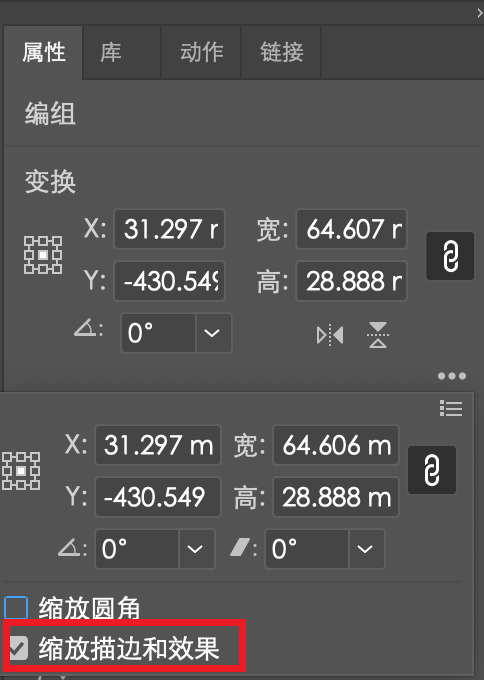 属性 库 动作 链接
编组
变换
X: 31.297 r 宽: 64.607 r
Y: -430.549 高: 28.888 r
: 0°
X: 31.297 m 宽: 64.606 m
Y: -430.549 高: 28.888 m
: 0° : 0°
缩放圆角
缩放描边和效果